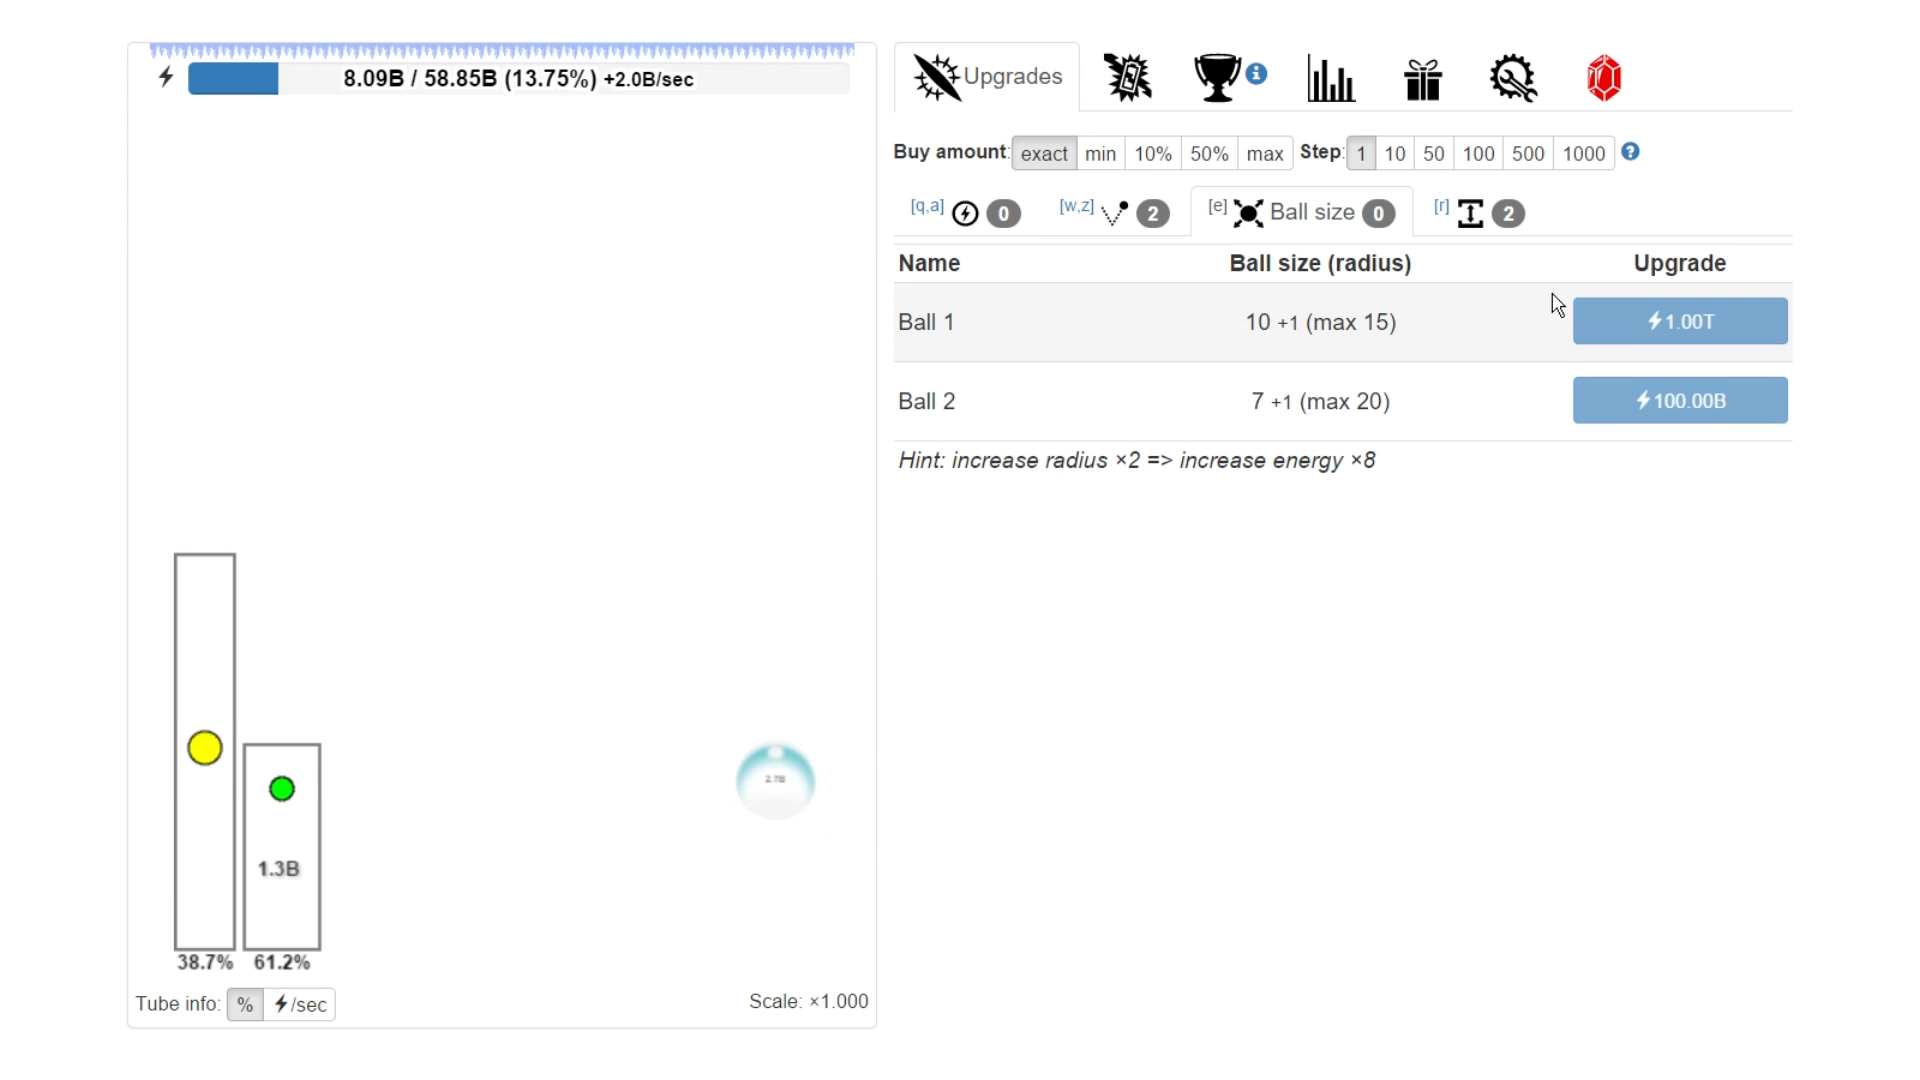 8.09B / 58.85B (13.75%) +2.0B/sec
Upgrades
Buy amount: exact min 10% 50% max Step: 1 10 50 100 500 1000
[q,a] 0 [w,z] 2 [e] Ball size 0 [r] 2
Name Ball size (radius) Upgrade
Ball 1 10 +1 (max 15) 1.00T
Ball 2 7 +1 (max 20) 100.00B
Hint: increase radius ×2 => increase energy ×8
2.7B
1.3B
38.7% 61.2%
Tube info: % /sec Scale: ×1.000